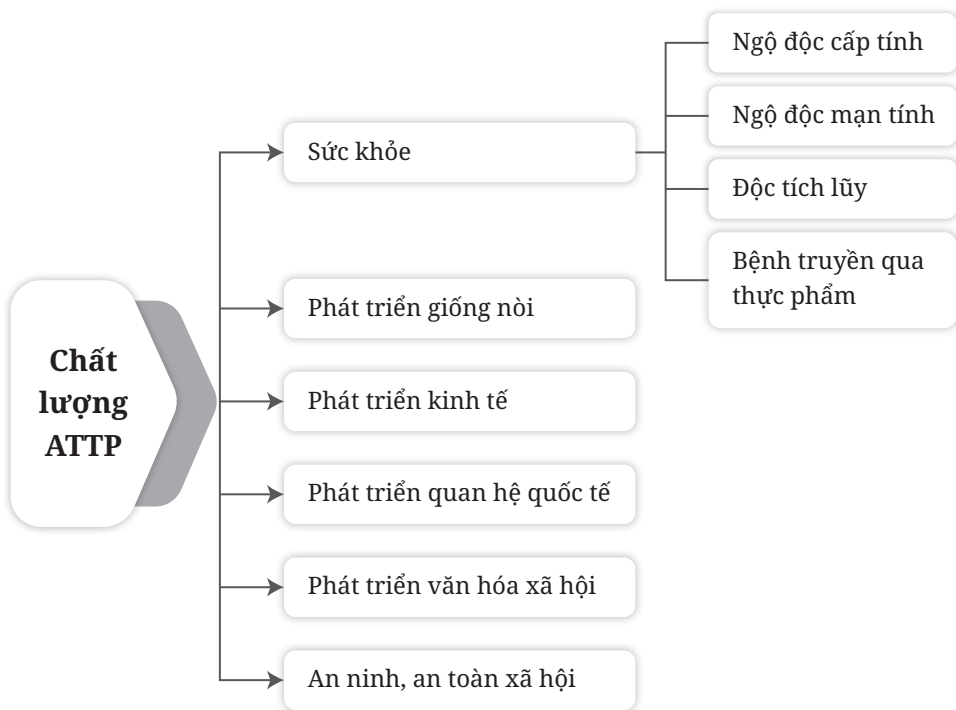 Chất
lượng
ATTP
Sức khỏe
Ngộ độc cấp tính
Ngộ độc mạn tính
Độc tích lũy
Bệnh truyền qua
thực phẩm
Phát triển giống nòi
Phát triển kinh tế
Phát triển quan hệ quốc tế
Phát triển văn hóa xã hội
An ninh, an toàn xã hội